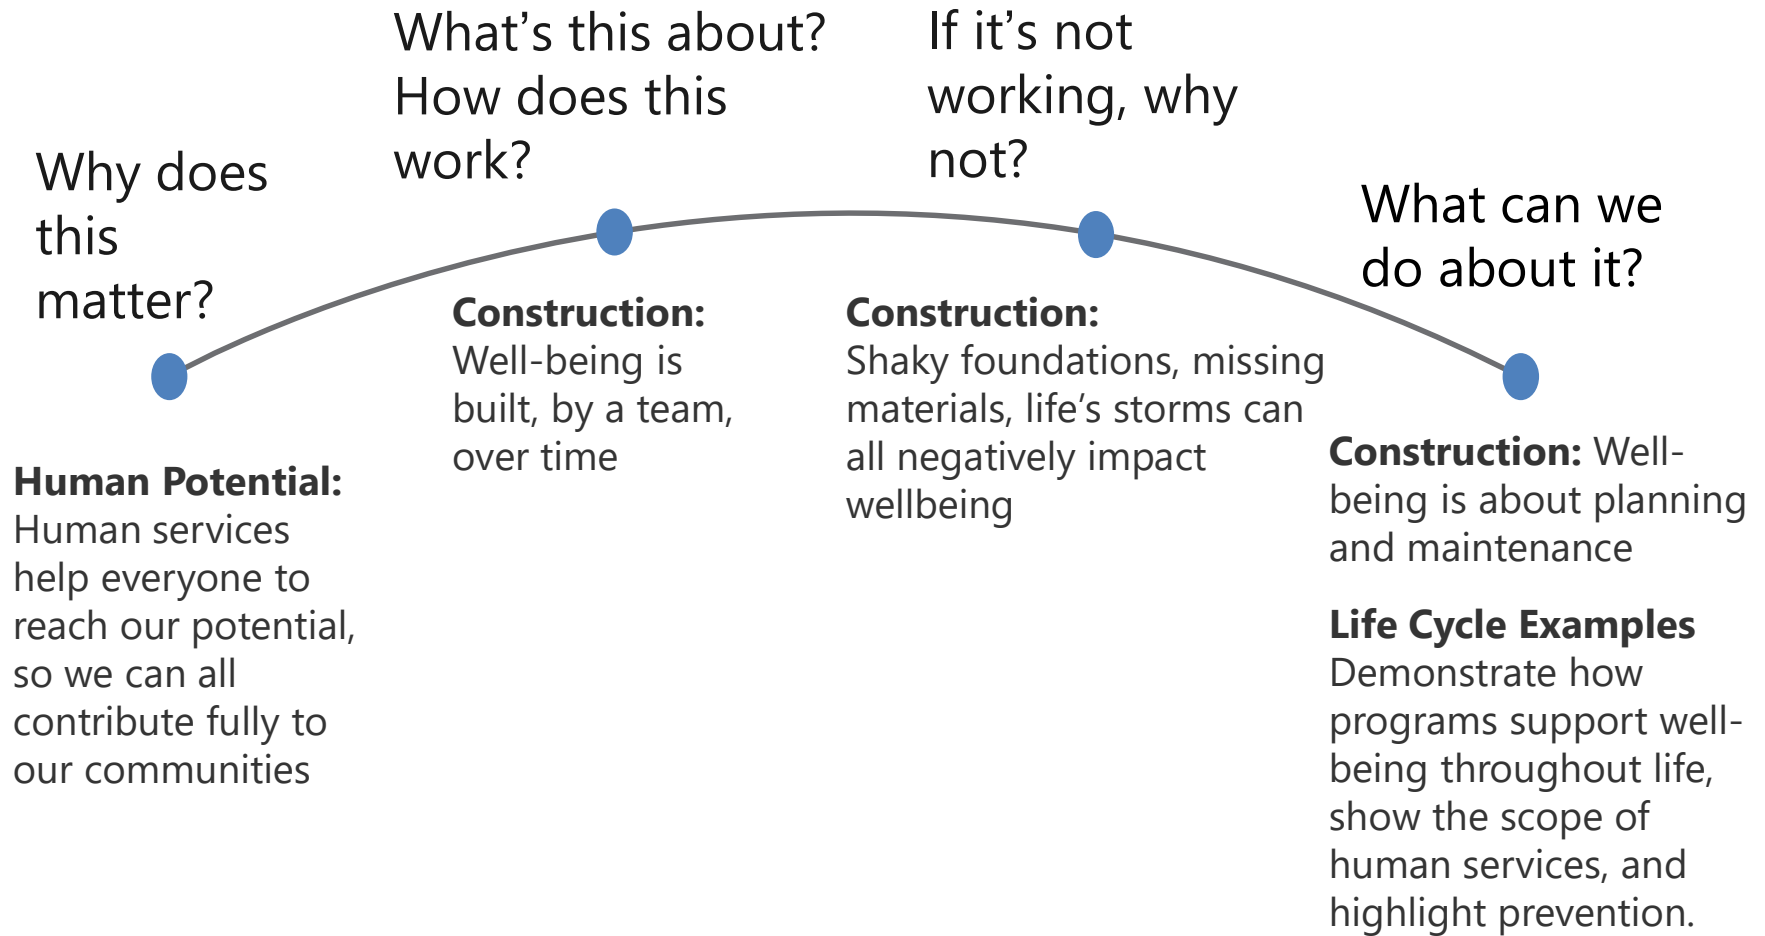 Why does
this
matter?
Human Potential:
Human services
help everyone to
reach our potential,
so we can all
contribute fully to
our communities
What’s this about?
How does this
work?
Construction:
Well-being is
built, by a team,
over time
If it’s not
working, why
not?
Construction:
Shaky foundations, missing
materials, life’s storms can
all negatively impact
wellbeing
What can we
do about it?
Construction: Well-
being is about planning
and maintenance
Life Cycle Examples
Demonstrate how
programs support well-
being throughout life,
show the scope of
human services, and
highlight prevention.